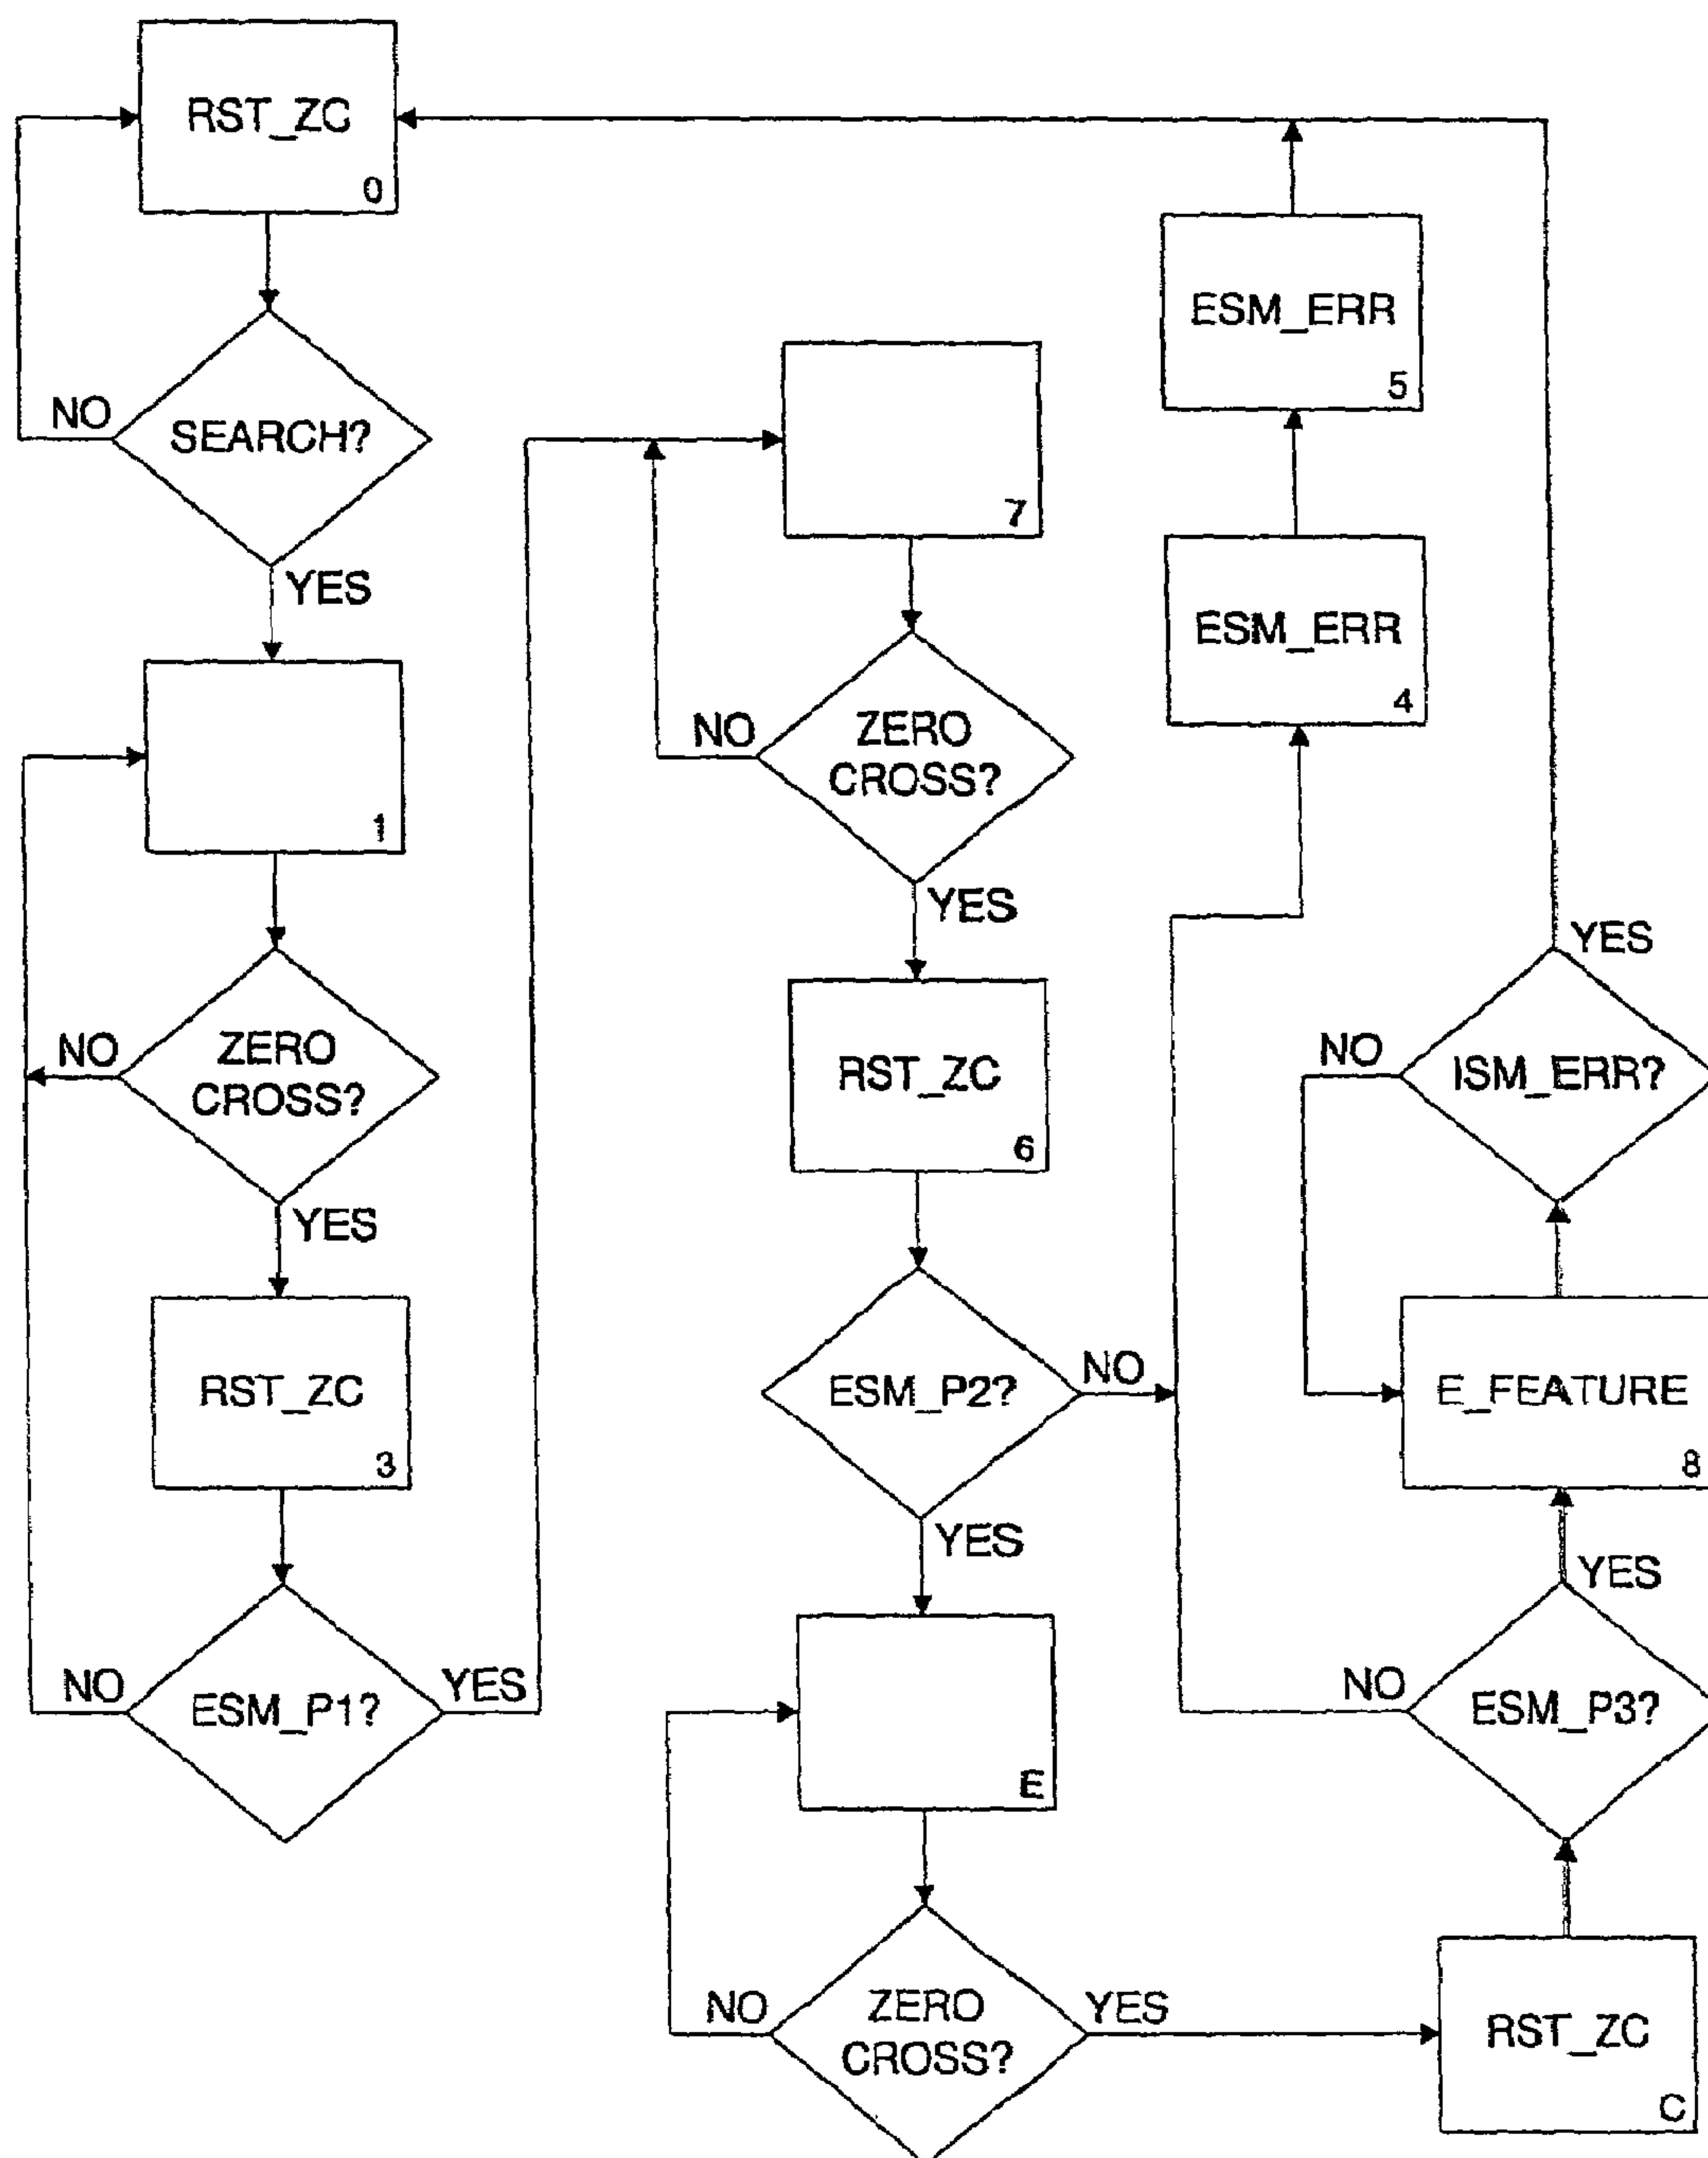 RST_ZC
0
SEARCH?
NO
YES
1
ZERO
CROSS?
NO
YES
RST_ZC
3
ESM_P1?
NO
YES
7
ZERO
CROSS?
NO
YES
RST_ZC
6
ESM_P2?
NO
YES
E
ZERO
CROSS?
NO
YES
RST_ZC
C
ESM_P3?
NO
YES
E_FEATURE
8
ISM_ERR?
NO
YES
ESM_ERR
4
ESM_ERR
5